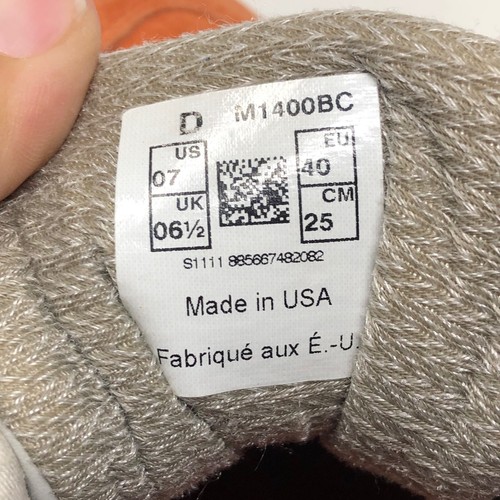 D M1400BC
US 07 EU 40
UK 06½ CM 25
S1111 885667482082
Made in USA
Fabriqué aux É.-U.